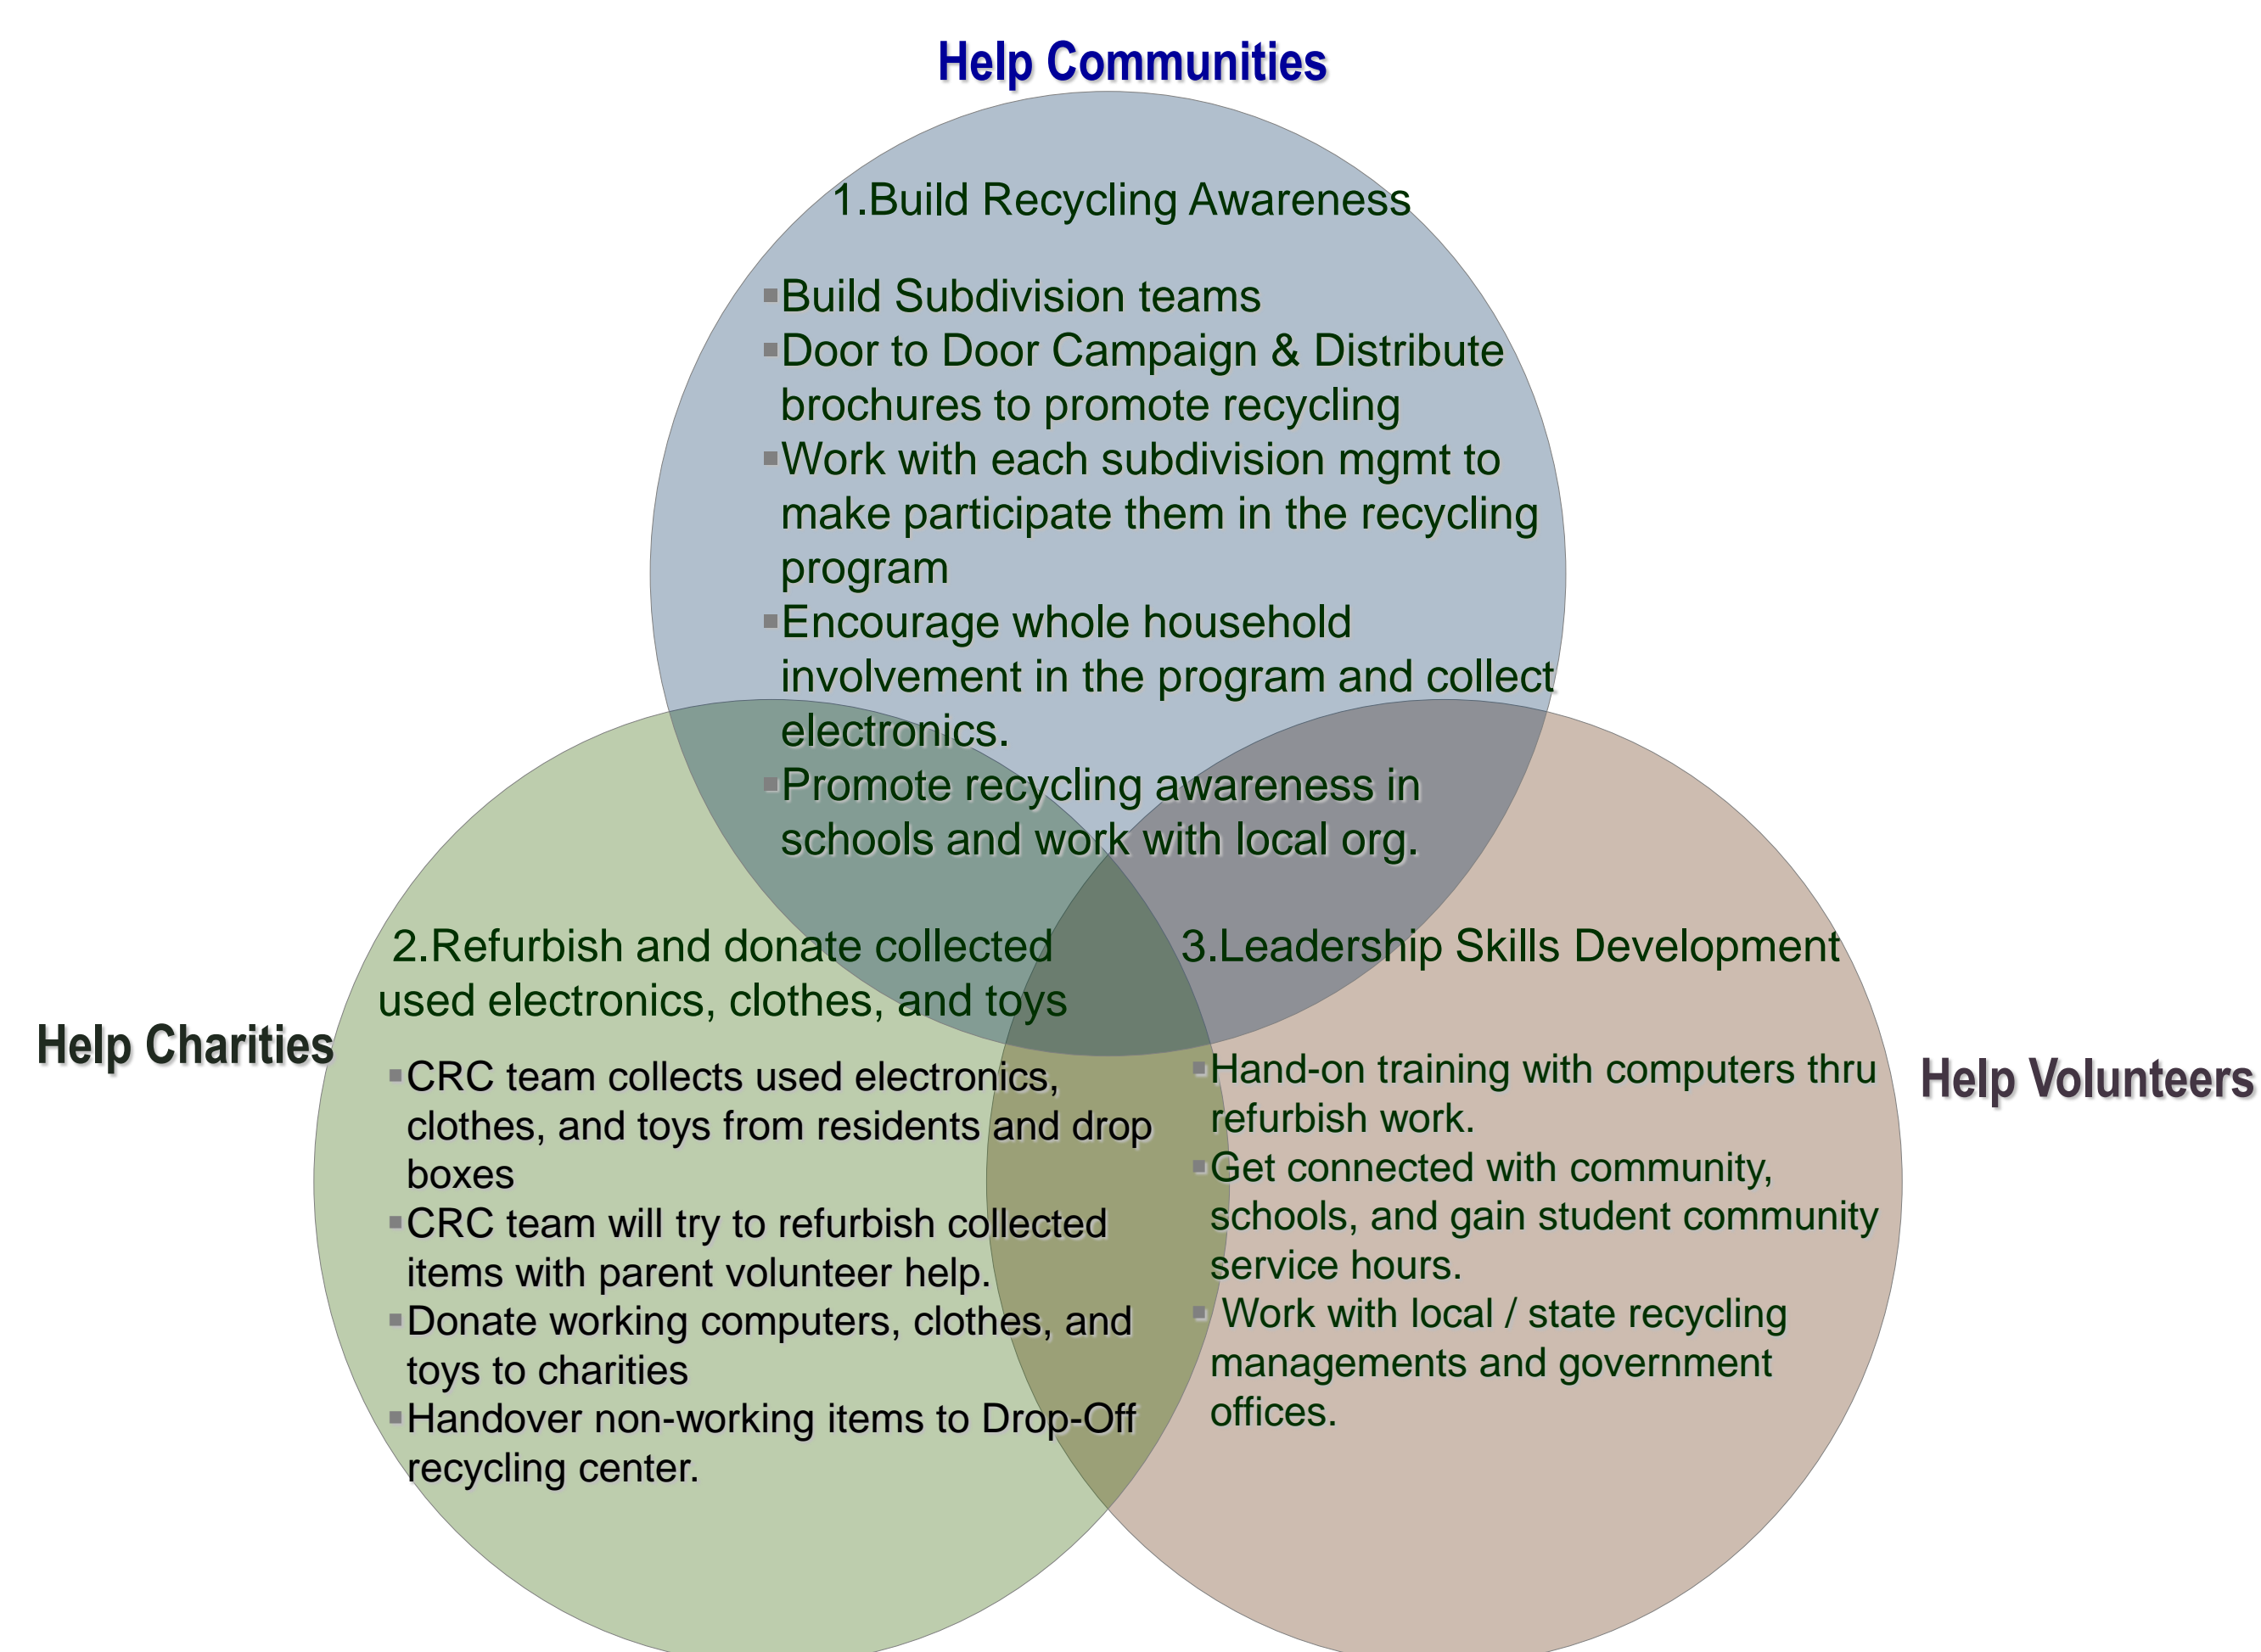 Help Communities
1.Build Recycling Awareness
▪Build Subdivision teams
▪Door to Door Campaign & Distribute
brochures to promote recycling
▪Work with each subdivision mgmt to
make participate them in the recycling
program
▪Encourage whole household
involvement in the program and collect
electronics.
▪Promote recycling awareness in
schools and work with local org.
2.Refurbish and donate collected
used electronics, clothes, and toys
Help Charities
▪CRC team collects used electronics,
clothes, and toys from residents and drop
boxes
▪CRC team will try to refurbish collected
items with parent volunteer help.
▪Donate working computers, clothes, and
toys to charities
▪Handover non-working items to Drop-Off
recycling center.
3.Leadership Skills Development
Help Volunteers
▪Hand-on training with computers thru
refurbish work.
▪Get connected with community,
schools, and gain student community
service hours.
▪ Work with local / state recycling
managements and government
offices.